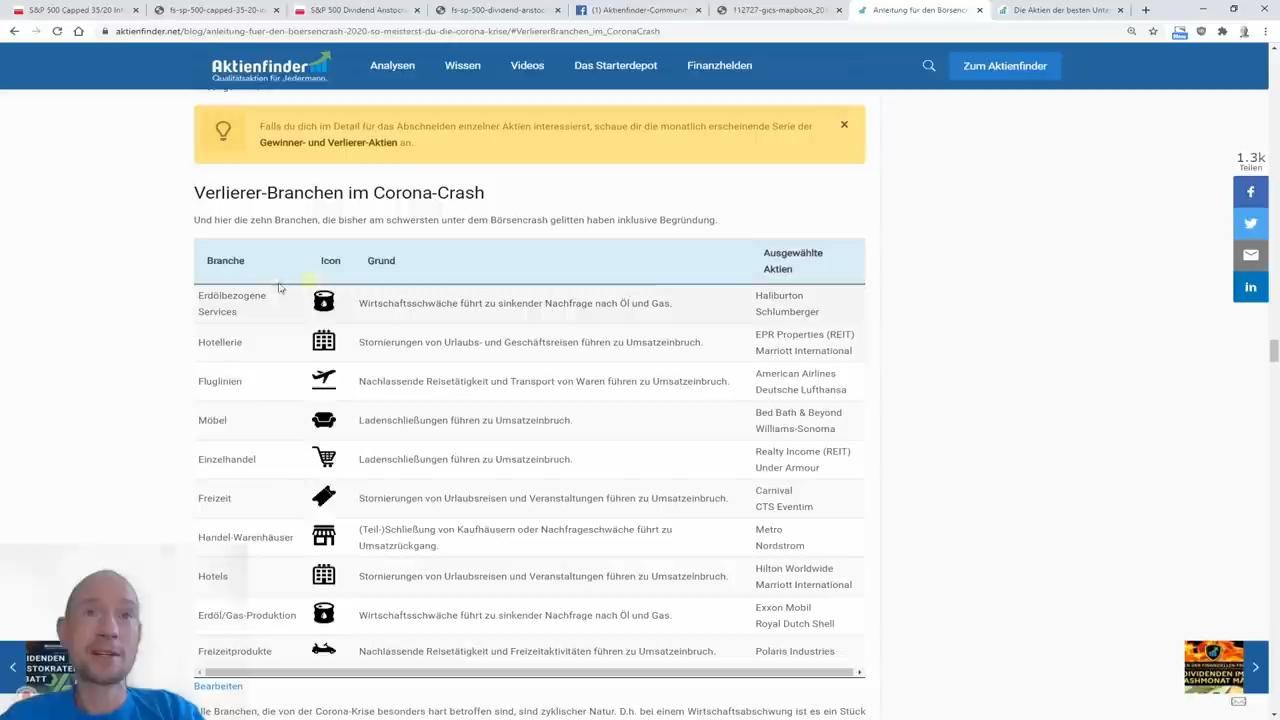 S&P 500 Capped 35/20 In
fs-sp-500-capped-35-20-in
S&P 500 Dividend Aristoc
fs-sp-500-dividend-aristoc
(1) Aktienfinder-Commun
112727-gics-mapbook_20
Anleitung für den Börsenc
Die Aktien der besten Unte
aktienfinder.net/blog/anleitung-fuer-den-boersencrash-2020-so-meisterst-du-die-corona-krise/#VerliererBranchen_im_CoronaCrash
Aktienfinder
Qualitätsaktien für Jedermann.
Analysen
Wissen
Videos
Das Starterdepot
Finanzhelden
Zum Aktienfinder
Falls du dich im Detail für das Abschneiden einzelner Aktien interessierst, schaue dir die monatlich erscheinende Serie der
Gewinner- und Verlierer-Aktien an.
1.3k
Teilen
Verlierer-Branchen im Corona-Crash
Und hier die zehn Branchen, die bisher am schwersten unter dem Börsencrash gelitten haben inklusive Begründung.
Branche
Icon
Grund
Ausgewählte
Aktien
Erdölbezogene
Services
Wirtschaftsschwäche führt zu sinkender Nachfrage nach Öl und Gas.
Haliburton
Schlumberger
Hotellerie
Stornierungen von Urlaubs- und Geschäftsreisen führen zu Umsatzeinbruch.
EPR Properties (REIT)
Marriott International
Fluglinien
Nachlassende Reisetätigkeit und Transport von Waren führen zu Umsatzeinbruch.
American Airlines
Deutsche Lufthansa
Möbel
Ladenschließungen führen zu Umsatzeinbruch.
Bed Bath & Beyond
Williams-Sonoma
Einzelhandel
Ladenschließungen führen zu Umsatzeinbruch.
Realty Income (REIT)
Under Armour
Freizeit
Stornierungen von Urlaubsreisen und Veranstaltungen führen zu Umsatzeinbruch.
Carnival
CTS Eventim
Handel-Warenhäuser
(Teil-)Schließung von Kaufhäusern oder Nachfrageschwäche führt zu
Umsatzrückgang.
Metro
Nordstrom
Hotels
Stornierungen von Urlaubsreisen und Veranstaltungen führen zu Umsatzeinbruch.
Hilton Worldwide
Marriott International
Erdöl/Gas-Produktion
Wirtschaftsschwäche führt zu sinkender Nachfrage nach Öl und Gas.
Exxon Mobil
Royal Dutch Shell
Freizeitprodukte
Nachlassende Reisetätigkeit und Freizeitaktivitäten führen zu Umsatzeinbruch.
Polaris Industries
Bearbeiten
lle Branchen, die von der Corona-Krise besonders hart betroffen sind, sind zyklischer Natur. D.h. bei einem Wirtschaftsabschwung ist es ein Stück